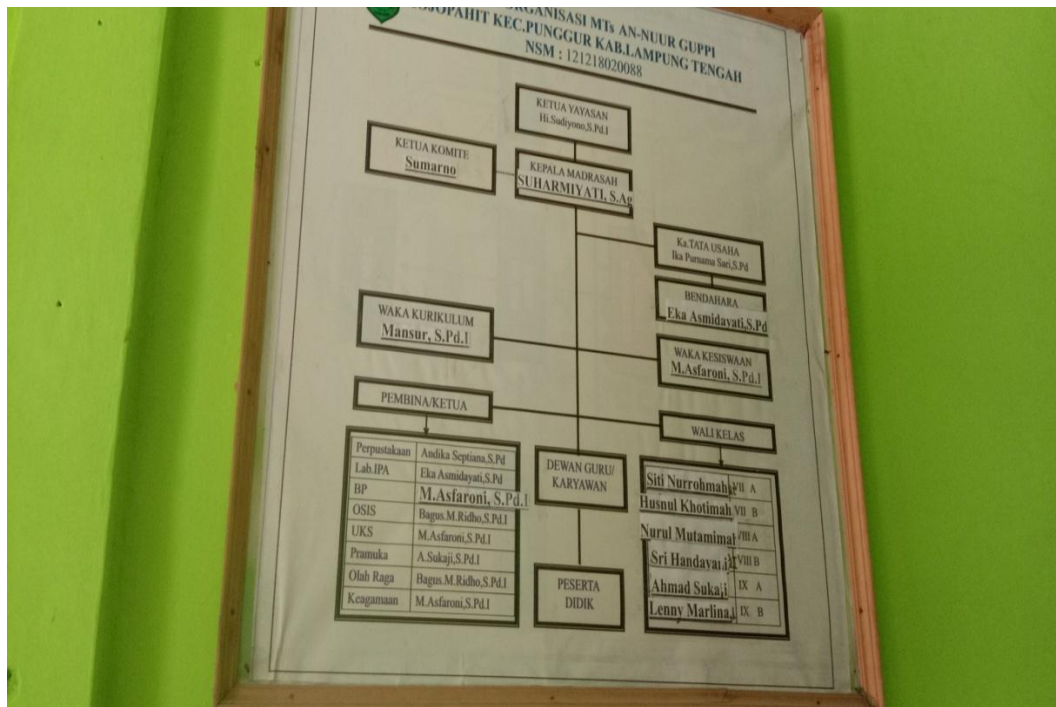 ORGANISASI MTs AN-NUUR GUPPI
KEC.PUNGGUR KAB.LAMPUNG TENGAH
NSM : 121218020088
KETUA YAYASAN
Hi.Sudiyono,S.Pd.I
KETUA KOMITE
Sumarno
KEPALA MADRASAH
SUHARMIYATI, S.Ag
Ka.TATA USAHA
Ika Purnama Sari,S.Pd
BENDAHARA
Eka Asmidayati,S.Pd
WAKA KURIKULUM
Mansur, S.Pd.I
WAKA KESISWAAN
M.Asfaroni, S.Pd.I
PEMBINA/KETUA
WALI KELAS
Perpustakaan Andika Septiana,S.Pd
Lab.IPA Eka Asmidayati,S.Pd
BP M.Asfaroni, S.Pd.I
OSIS Bagus.M.Ridho,S.Pd.I
UKS M.Asfaroni,S.Pd.I
Pramuka A.Sukaji,S.Pd.I
Olah Raga Bagus.M.Ridho,S.Pd.I
Keagamaan M.Asfaroni,S.Pd.I
DEWAN GURU/
KARYAWAN
PESERTA
DIDIK
Siti Nurrohmah VII A
Husnul Khotimah VII B
Nurul Mutamimah VIII A
Sri Handayani VIII B
Ahmad Sukaji IX A
Lenny Marlina IX B